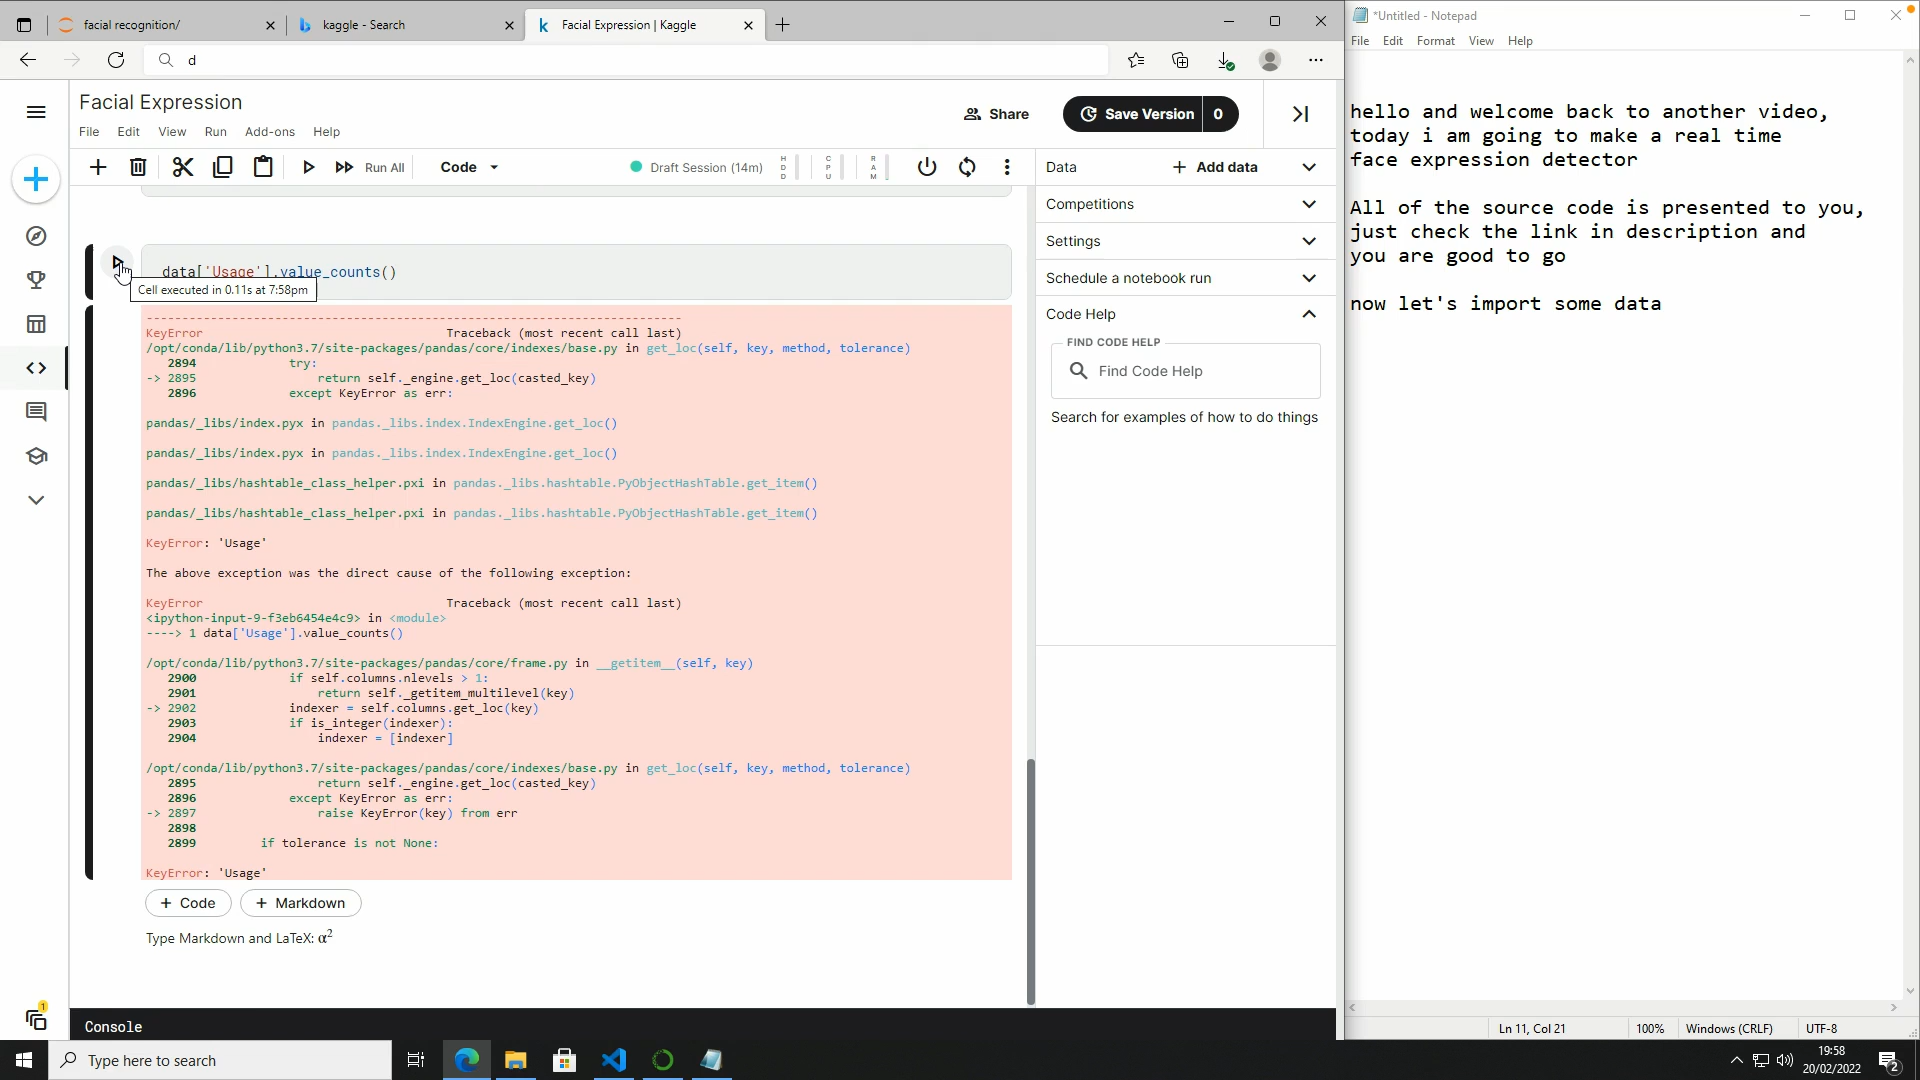 facial recognition/
kaggle - Search
Facial Expression | Kaggle
d
Facial Expression
File Edit View Run Add-ons Help
Share
Save Version 0
Run All
Code
Draft Session (14m)
HDD
CPU
RAM
data['Usage'].value_counts()
Cell executed in 0.11s at 7:58pm
---------------------------------------------------------------------------
KeyError Traceback (most recent call last)
/opt/conda/lib/python3.7/site-packages/pandas/core/indexes/base.py in get_loc(self, key, method, tolerance)
2894 try:
-> 2895 return self._engine.get_loc(casted_key)
2896 except KeyError as err:
pandas/_libs/index.pyx in pandas._libs.index.IndexEngine.get_loc()
pandas/_libs/index.pyx in pandas._libs.index.IndexEngine.get_loc()
pandas/_libs/hashtable_class_helper.pxi in pandas._libs.hashtable.PyObjectHashTable.get_item()
pandas/_libs/hashtable_class_helper.pxi in pandas._libs.hashtable.PyObjectHashTable.get_item()
KeyError: 'Usage'
The above exception was the direct cause of the following exception:
KeyError Traceback (most recent call last)
<ipython-input-9-f3eb6454e4c9> in <module>
----> 1 data['Usage'].value_counts()
/opt/conda/lib/python3.7/site-packages/pandas/core/frame.py in __getitem__(self, key)
2900 if self.columns.nlevels > 1:
2901 return self._getitem_multilevel(key)
-> 2902 indexer = self.columns.get_loc(key)
2903 if is_integer(indexer):
2904 indexer = [indexer]
/opt/conda/lib/python3.7/site-packages/pandas/core/indexes/base.py in get_loc(self, key, method, tolerance)
2895 return self._engine.get_loc(casted_key)
2896 except KeyError as err:
-> 2897 raise KeyError(key) from err
2898
2899 if tolerance is not None:
KeyError: 'Usage'
+ Code + Markdown
Type Markdown and LaTeX: α²
Console
Data
+ Add data
Competitions
Settings
Schedule a notebook run
Code Help
FIND CODE HELP
Find Code Help
Search for examples of how to do things
*Untitled - Notepad
File Edit Format View Help
hello and welcome back to another video,
today i am going to make a real time
face expression detector
All of the source code is presented to you,
just check the link in description and
you are good to go
now let's import some data
Ln 11, Col 21
100%
Windows (CRLF)
UTF-8
1
Type here to search
19:58
20/02/2022
2